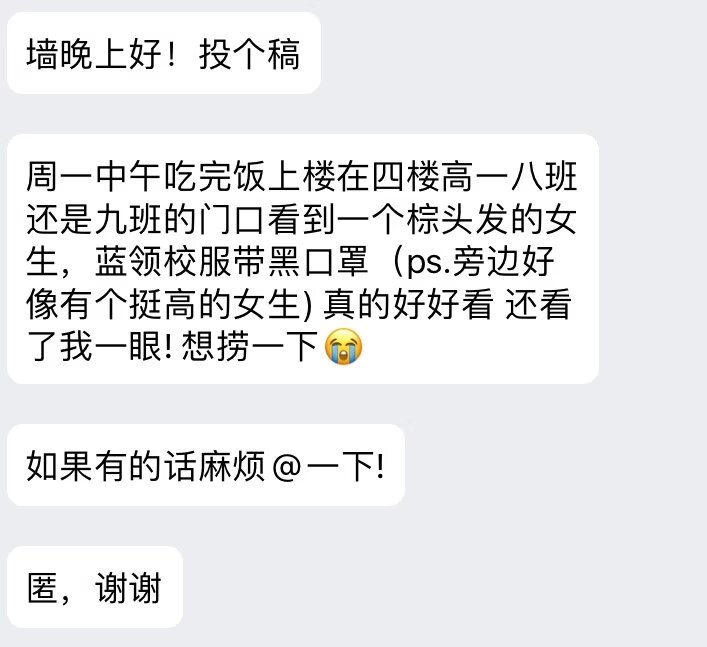 墙晚上好！投个稿
周一中午吃完饭上楼在四楼高一八班
还是九班的门口看到一个棕头发的女
生，蓝领校服带黑口罩（ps.旁边好
像有个挺高的女生) 真的好好看 还看
了我一眼! 想捞一下😭
如果有的话麻烦@一下!
匿，谢谢